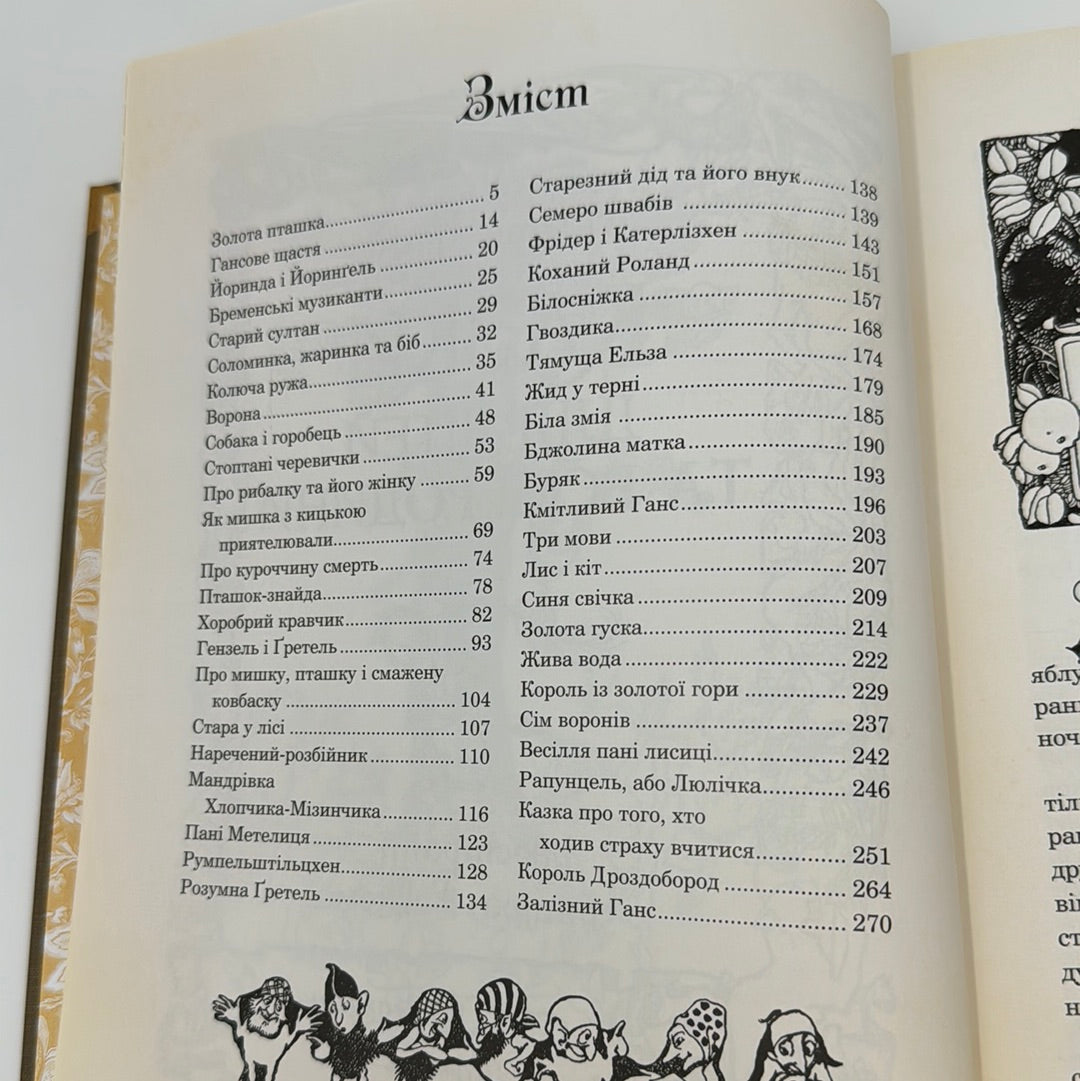 Зміст
Золота пташка 5
Гансове щастя 14
Йоринда і Йоринґель 20
Бременські музиканти 25
Старий султан 29
Соломинка, жаринка та біб 32
Колюча ружа 35
Ворона 41
Собака і горобець 48
Стоптані черевички 53
Про рибалку та його жінку 59
Як мишка з кицькою
приятелювали 69
Про куроччину смерть 74
Пташок-знайда 78
Хоробрий кравчик 82
Гензель і Ґретель 93
Про мишку, пташку і смажену
ковбаску 104
Стара у лісі 107
Наречений-розбійник 110
Мандрівка
Хлопчика-Мізинчика 116
Пані Метелиця 123
Румпельштільцхен 128
Розумна Ґретель 134
Старезний дід та його внук 138
Семеро швабів 139
Фрідер і Катерлізхен 143
Коханий Роланд 151
Білосніжка 157
Гвоздика 168
Тямуща Ельза 174
Жид у терні 179
Біла змія 185
Бджолина матка 190
Буряк 193
Кмітливий Ганс 196
Три мови 203
Лис і кіт 207
Синя свічка 209
Золота гуска 214
Жива вода 222
Король із золотої гори 229
Сім воронів 237
Весілля пані лисиці 242
Рапунцель, або Люлічка 246
Казка про того, хто
ходив страху вчитися 251
Король Дроздобород 264
Залізний Ганс 270